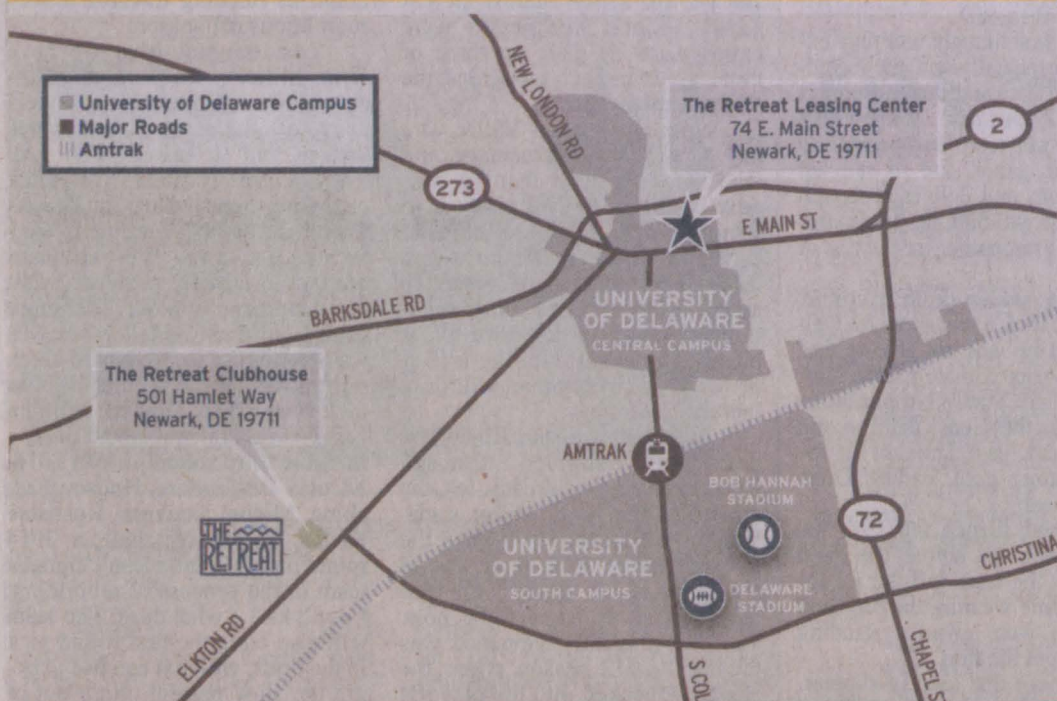 University of Delaware Campus
Major Roads
Amtrak
NEW LONDON RD
The Retreat Leasing Center
74 E. Main Street
Newark, DE 19711
2
273
E MAIN ST
BARKSDALE RD
UNIVERSITY
OF DELAWARE
CENTRAL CAMPUS
The Retreat Clubhouse
501 Hamlet Way
Newark, DE 19711
AMTRAK
BOB HANNAH
STADIUM
72
THE
RETREAT
UNIVERSITY
OF DELAWARE
SOUTH CAMPUS
DELAWARE
STADIUM
CHRISTINA
ELKTON RD
S COL
CHAPEL S